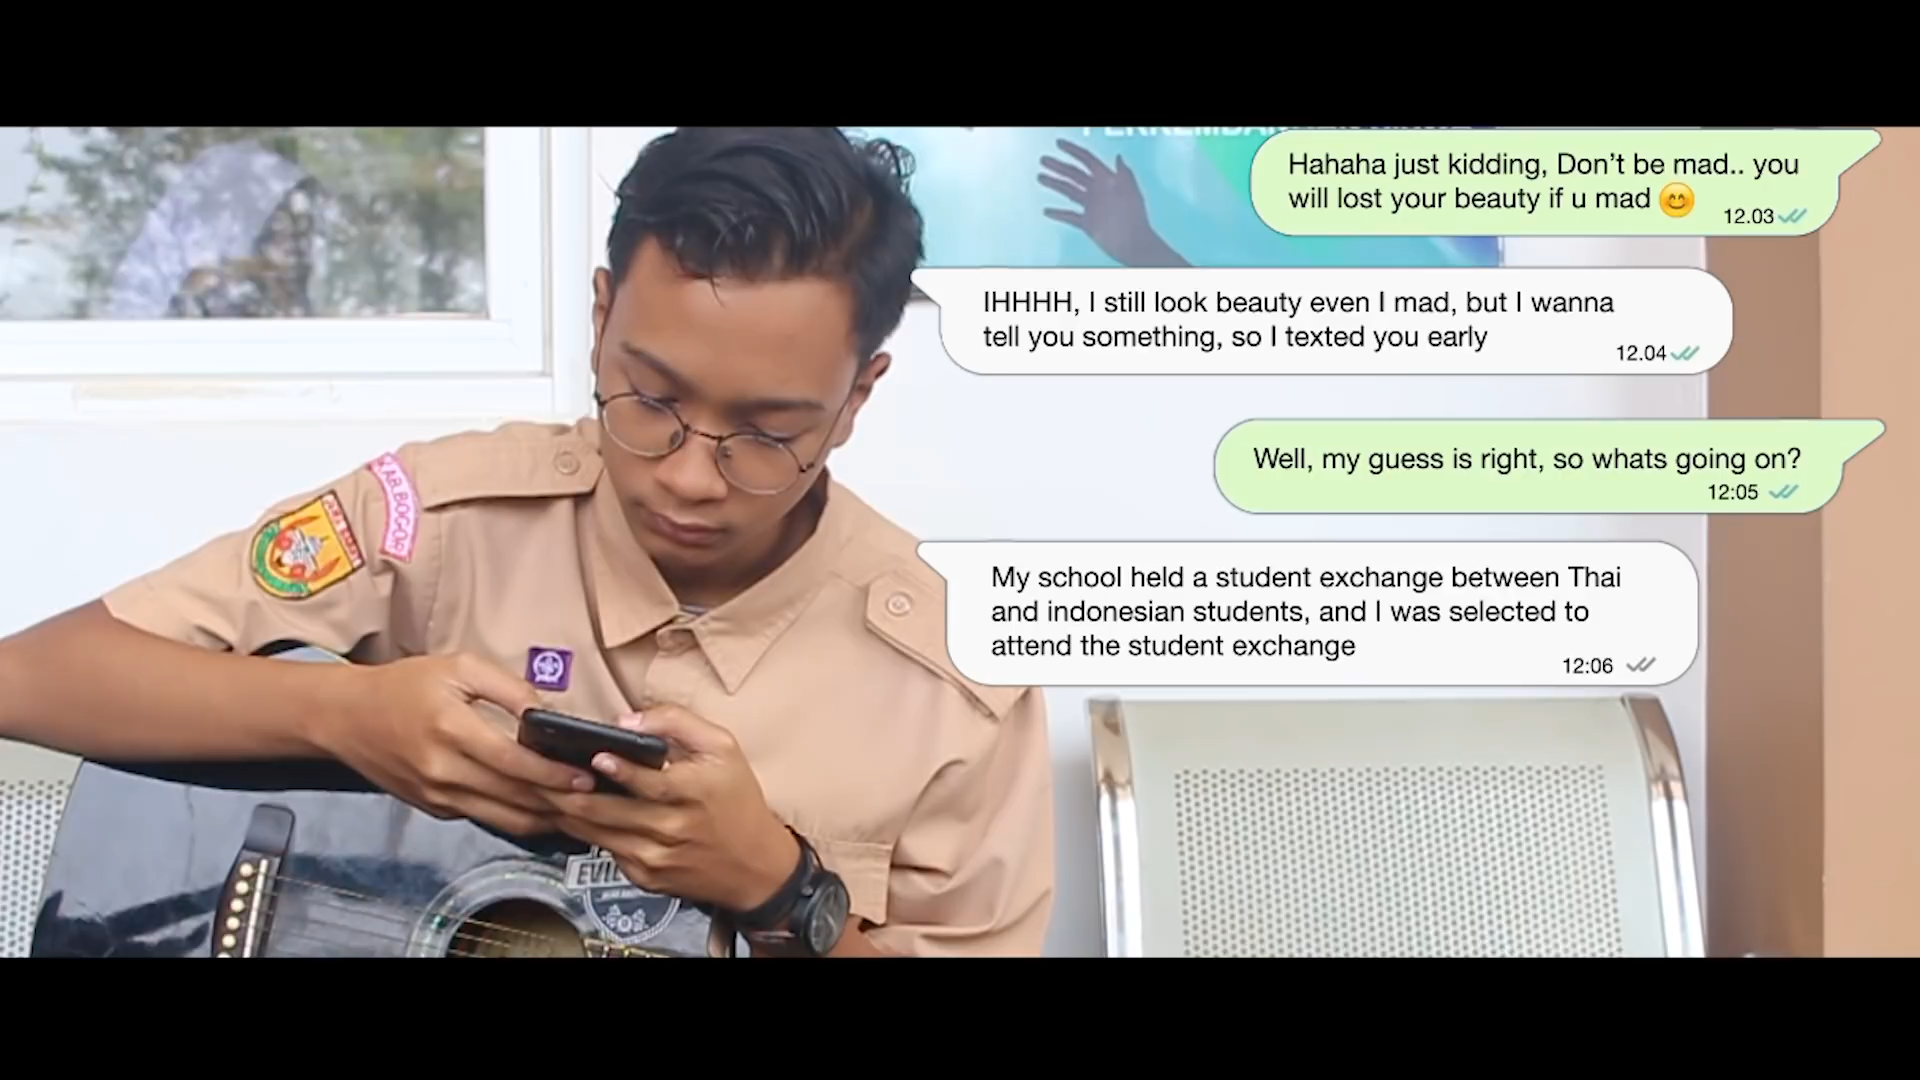 Hahaha just kidding, Don't be mad.. you
will lost your beauty if u mad 😊
12.03
IHHHH, I still look beauty even I mad, but I wanna
tell you something, so I texted you early
12.04
Well, my guess is right, so whats going on?
12:05
My school held a student exchange between Thai
and indonesian students, and I was selected to
attend the student exchange
12:06
KAB.BOGOR